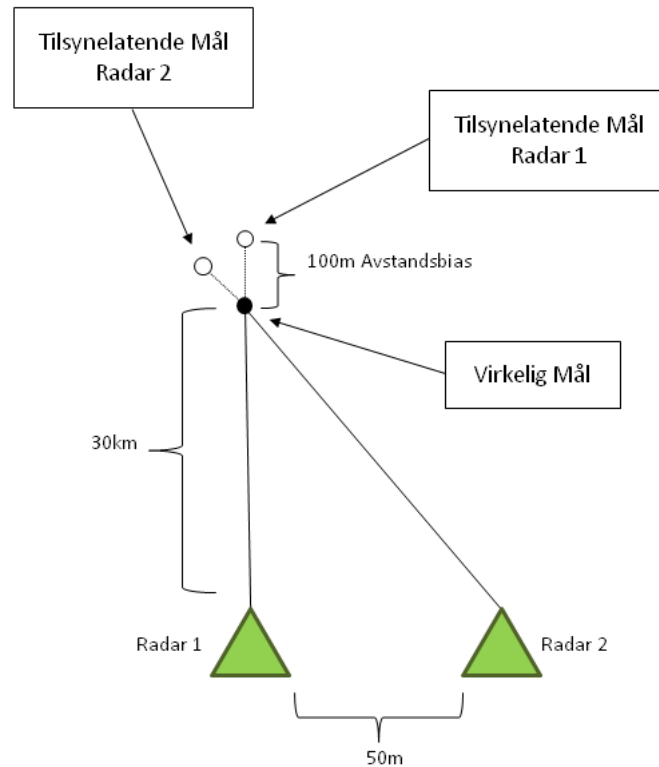 Tilsynelatende Mål
Radar 2
Tilsynelatende Mål
Radar 1
100m Avstandsbias
Virkelig Mål
30km
Radar 1
Radar 2
50m